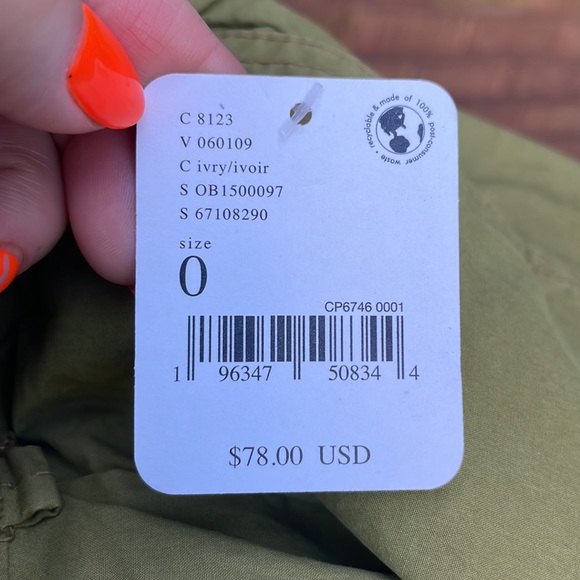 C 8123
V 060109
C ivry/ivoir
S OB1500097
S 67108290
recyclable & made of 100% post-consumer waste •
size
0
CP6746 0001
1 96347 50834 4
$78.00 USD